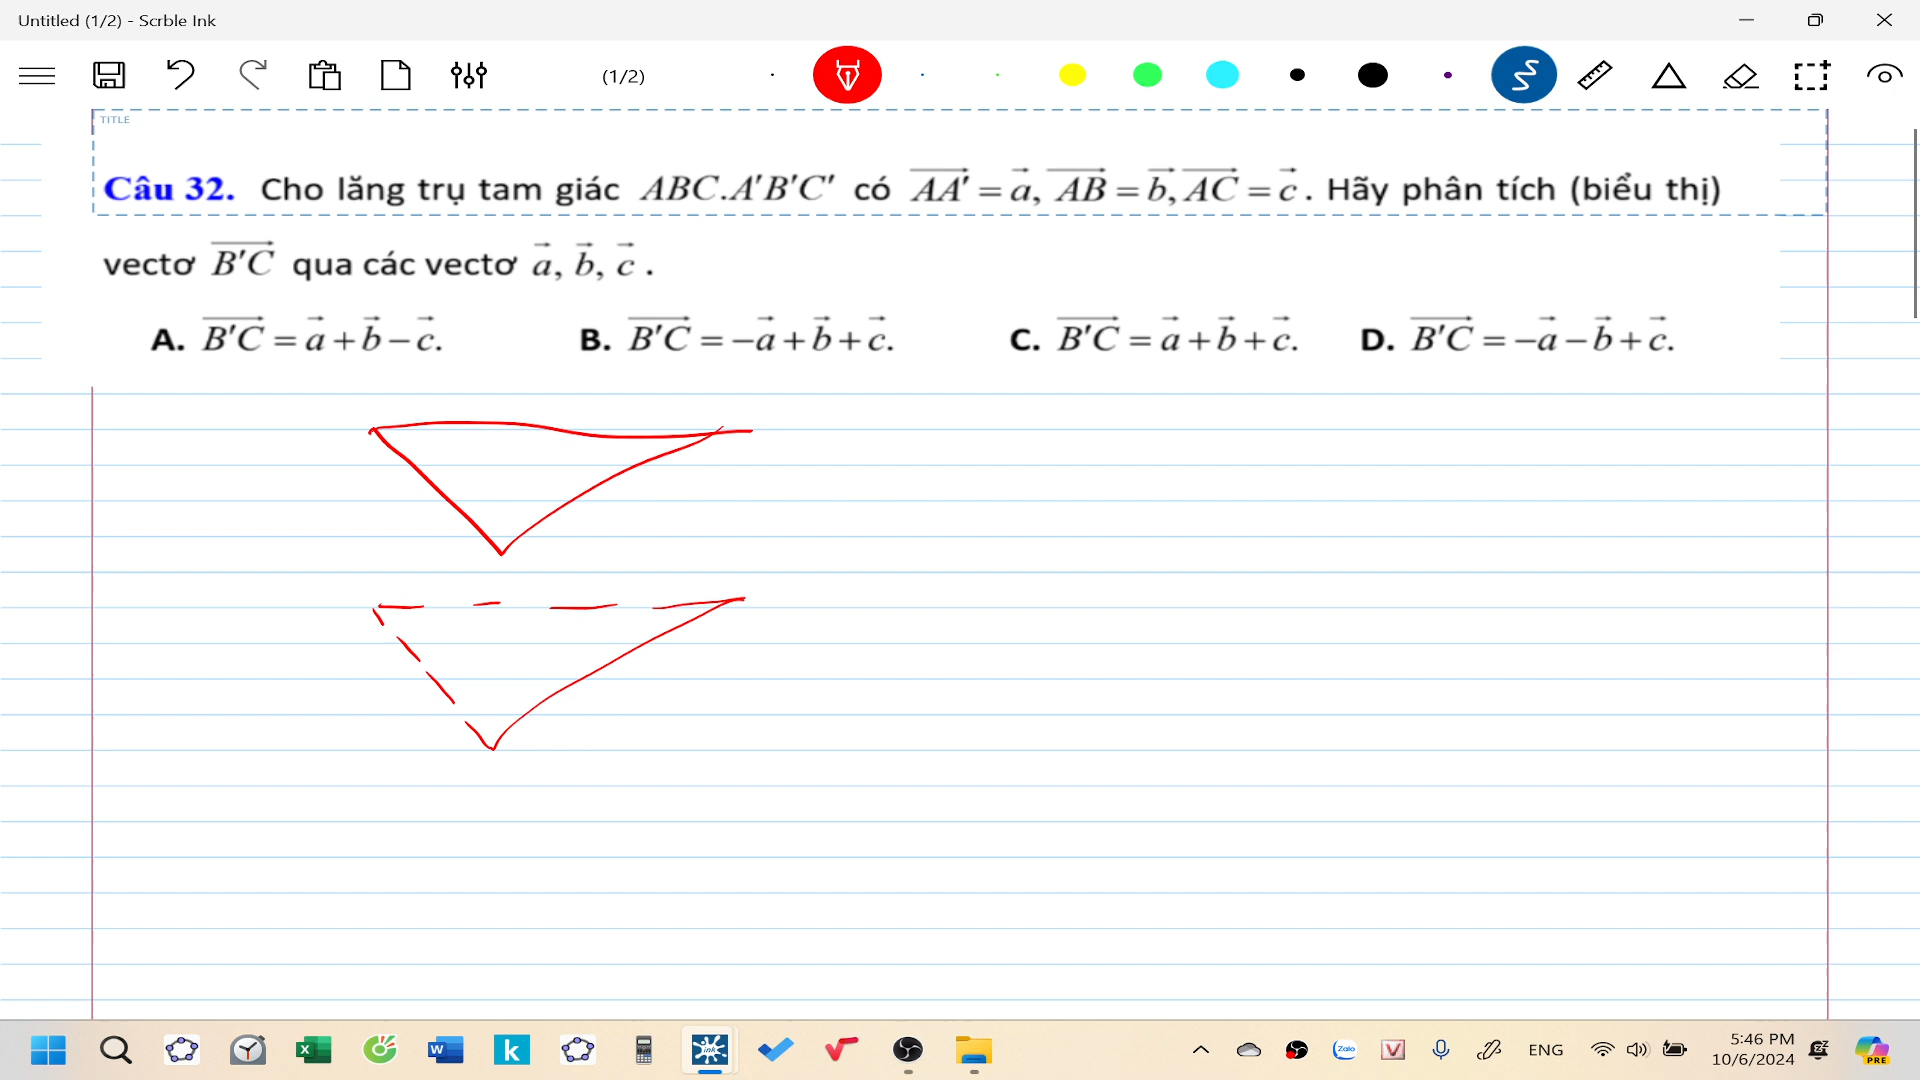 Untitled (1/2) - Scrble Ink
(1/2)
TITLE
Câu 32. Cho lăng trụ tam giác ABC.A'B'C' có $\overrightarrow{AA'} = \vec{a}, \overrightarrow{AB} = \vec{b}, \overrightarrow{AC} = \vec{c}$. Hãy phân tích (biểu thị)
vectơ $\overrightarrow{B'C}$ qua các vectơ $\vec{a}, \vec{b}, \vec{c}$.
A. $\overrightarrow{B'C} = \vec{a} + \vec{b} - \vec{c}$. B. $\overrightarrow{B'C} = -\vec{a} + \vec{b} + \vec{c}$. C. $\overrightarrow{B'C} = \vec{a} + \vec{b} + \vec{c}$. D. $\overrightarrow{B'C} = -\vec{a} - \vec{b} + \vec{c}$.
ENG
5:46 PM
10/6/2024
PRE